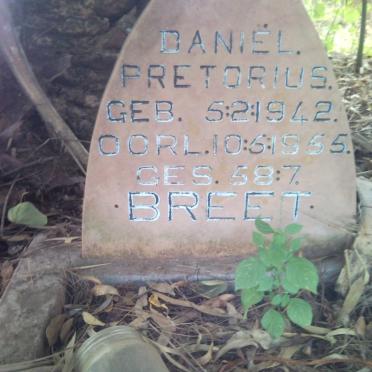 DANIEL.
PRETORIUS.
GEB. 5·2·1942.
OORL. 10·6·1955.
GES. 58·7.
BREET